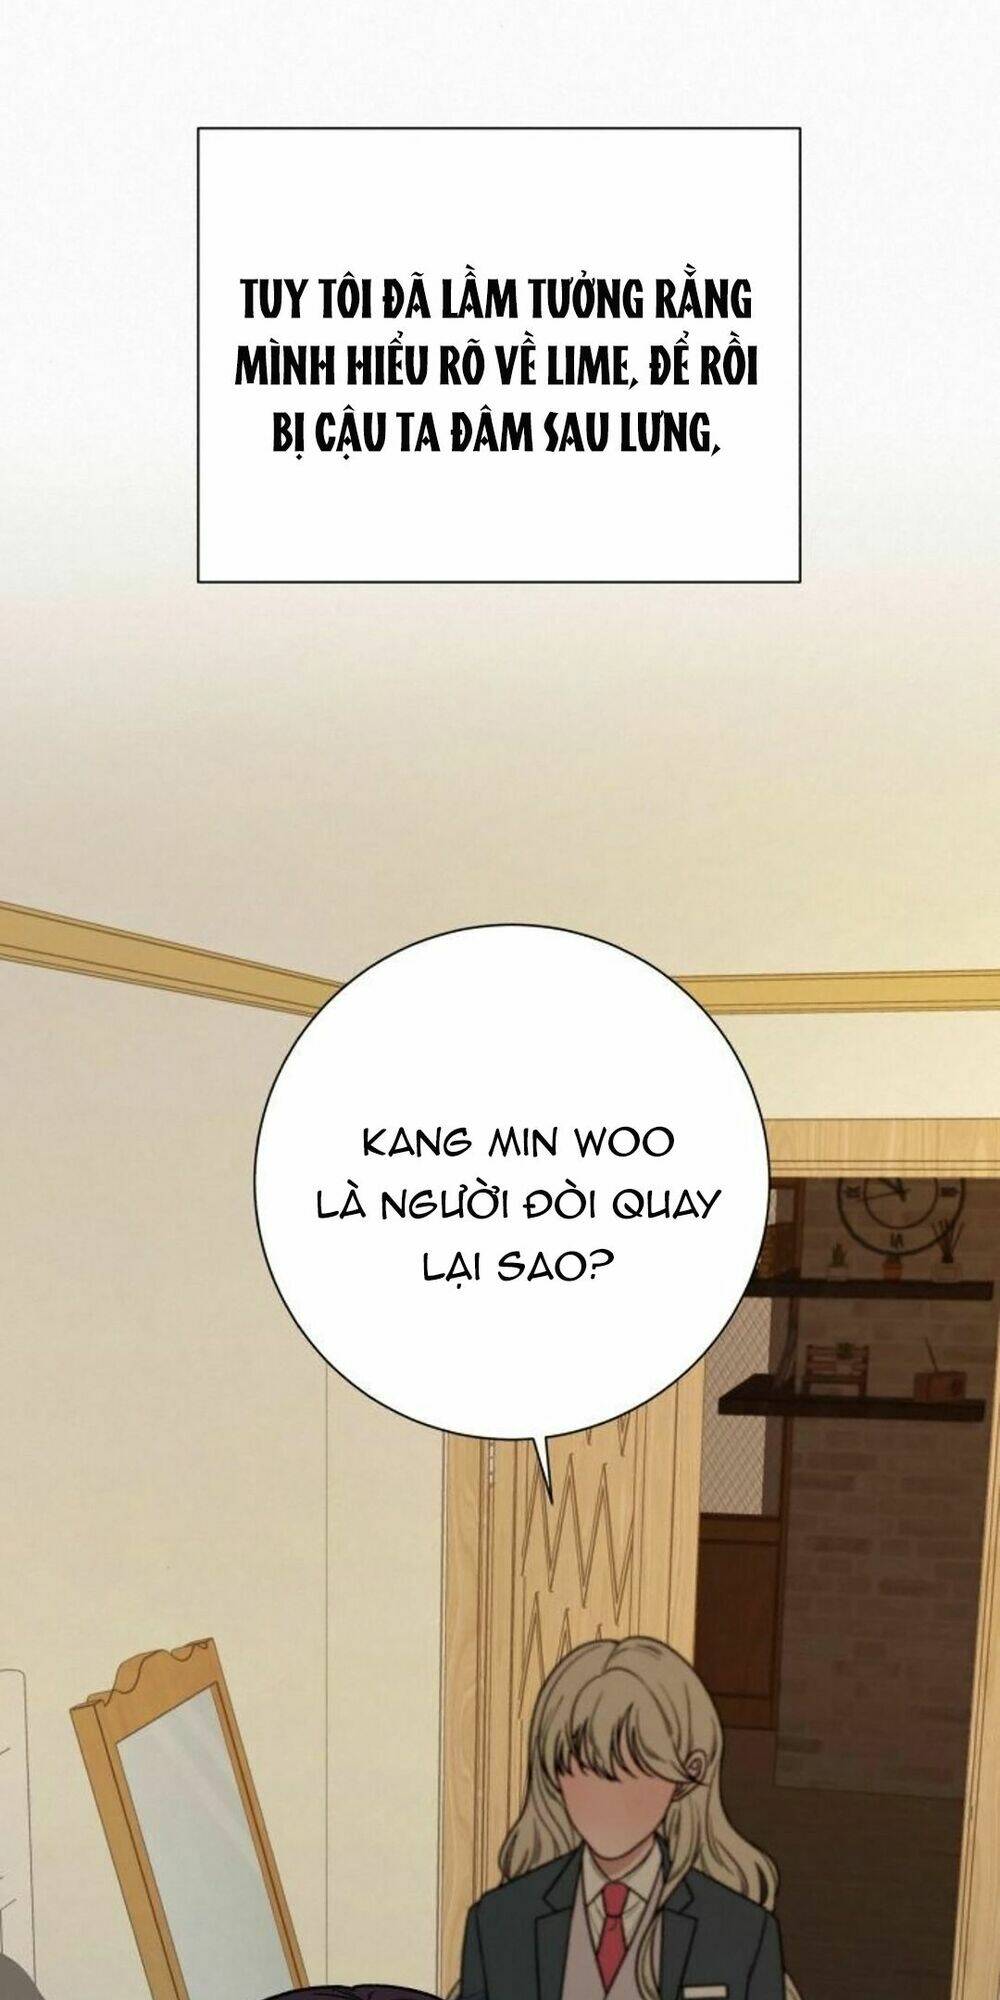 TUY TÔI ĐÃ LẦM TƯỞNG RẰNG
MÌNH HIỂU RÕ VỀ LIME, ĐỂ RỒI
BỊ CẬU TA ĐÂM SAU LƯNG,
KANG MIN WOO
LÀ NGƯỜI ĐÒI QUAY
LẠI SAO?